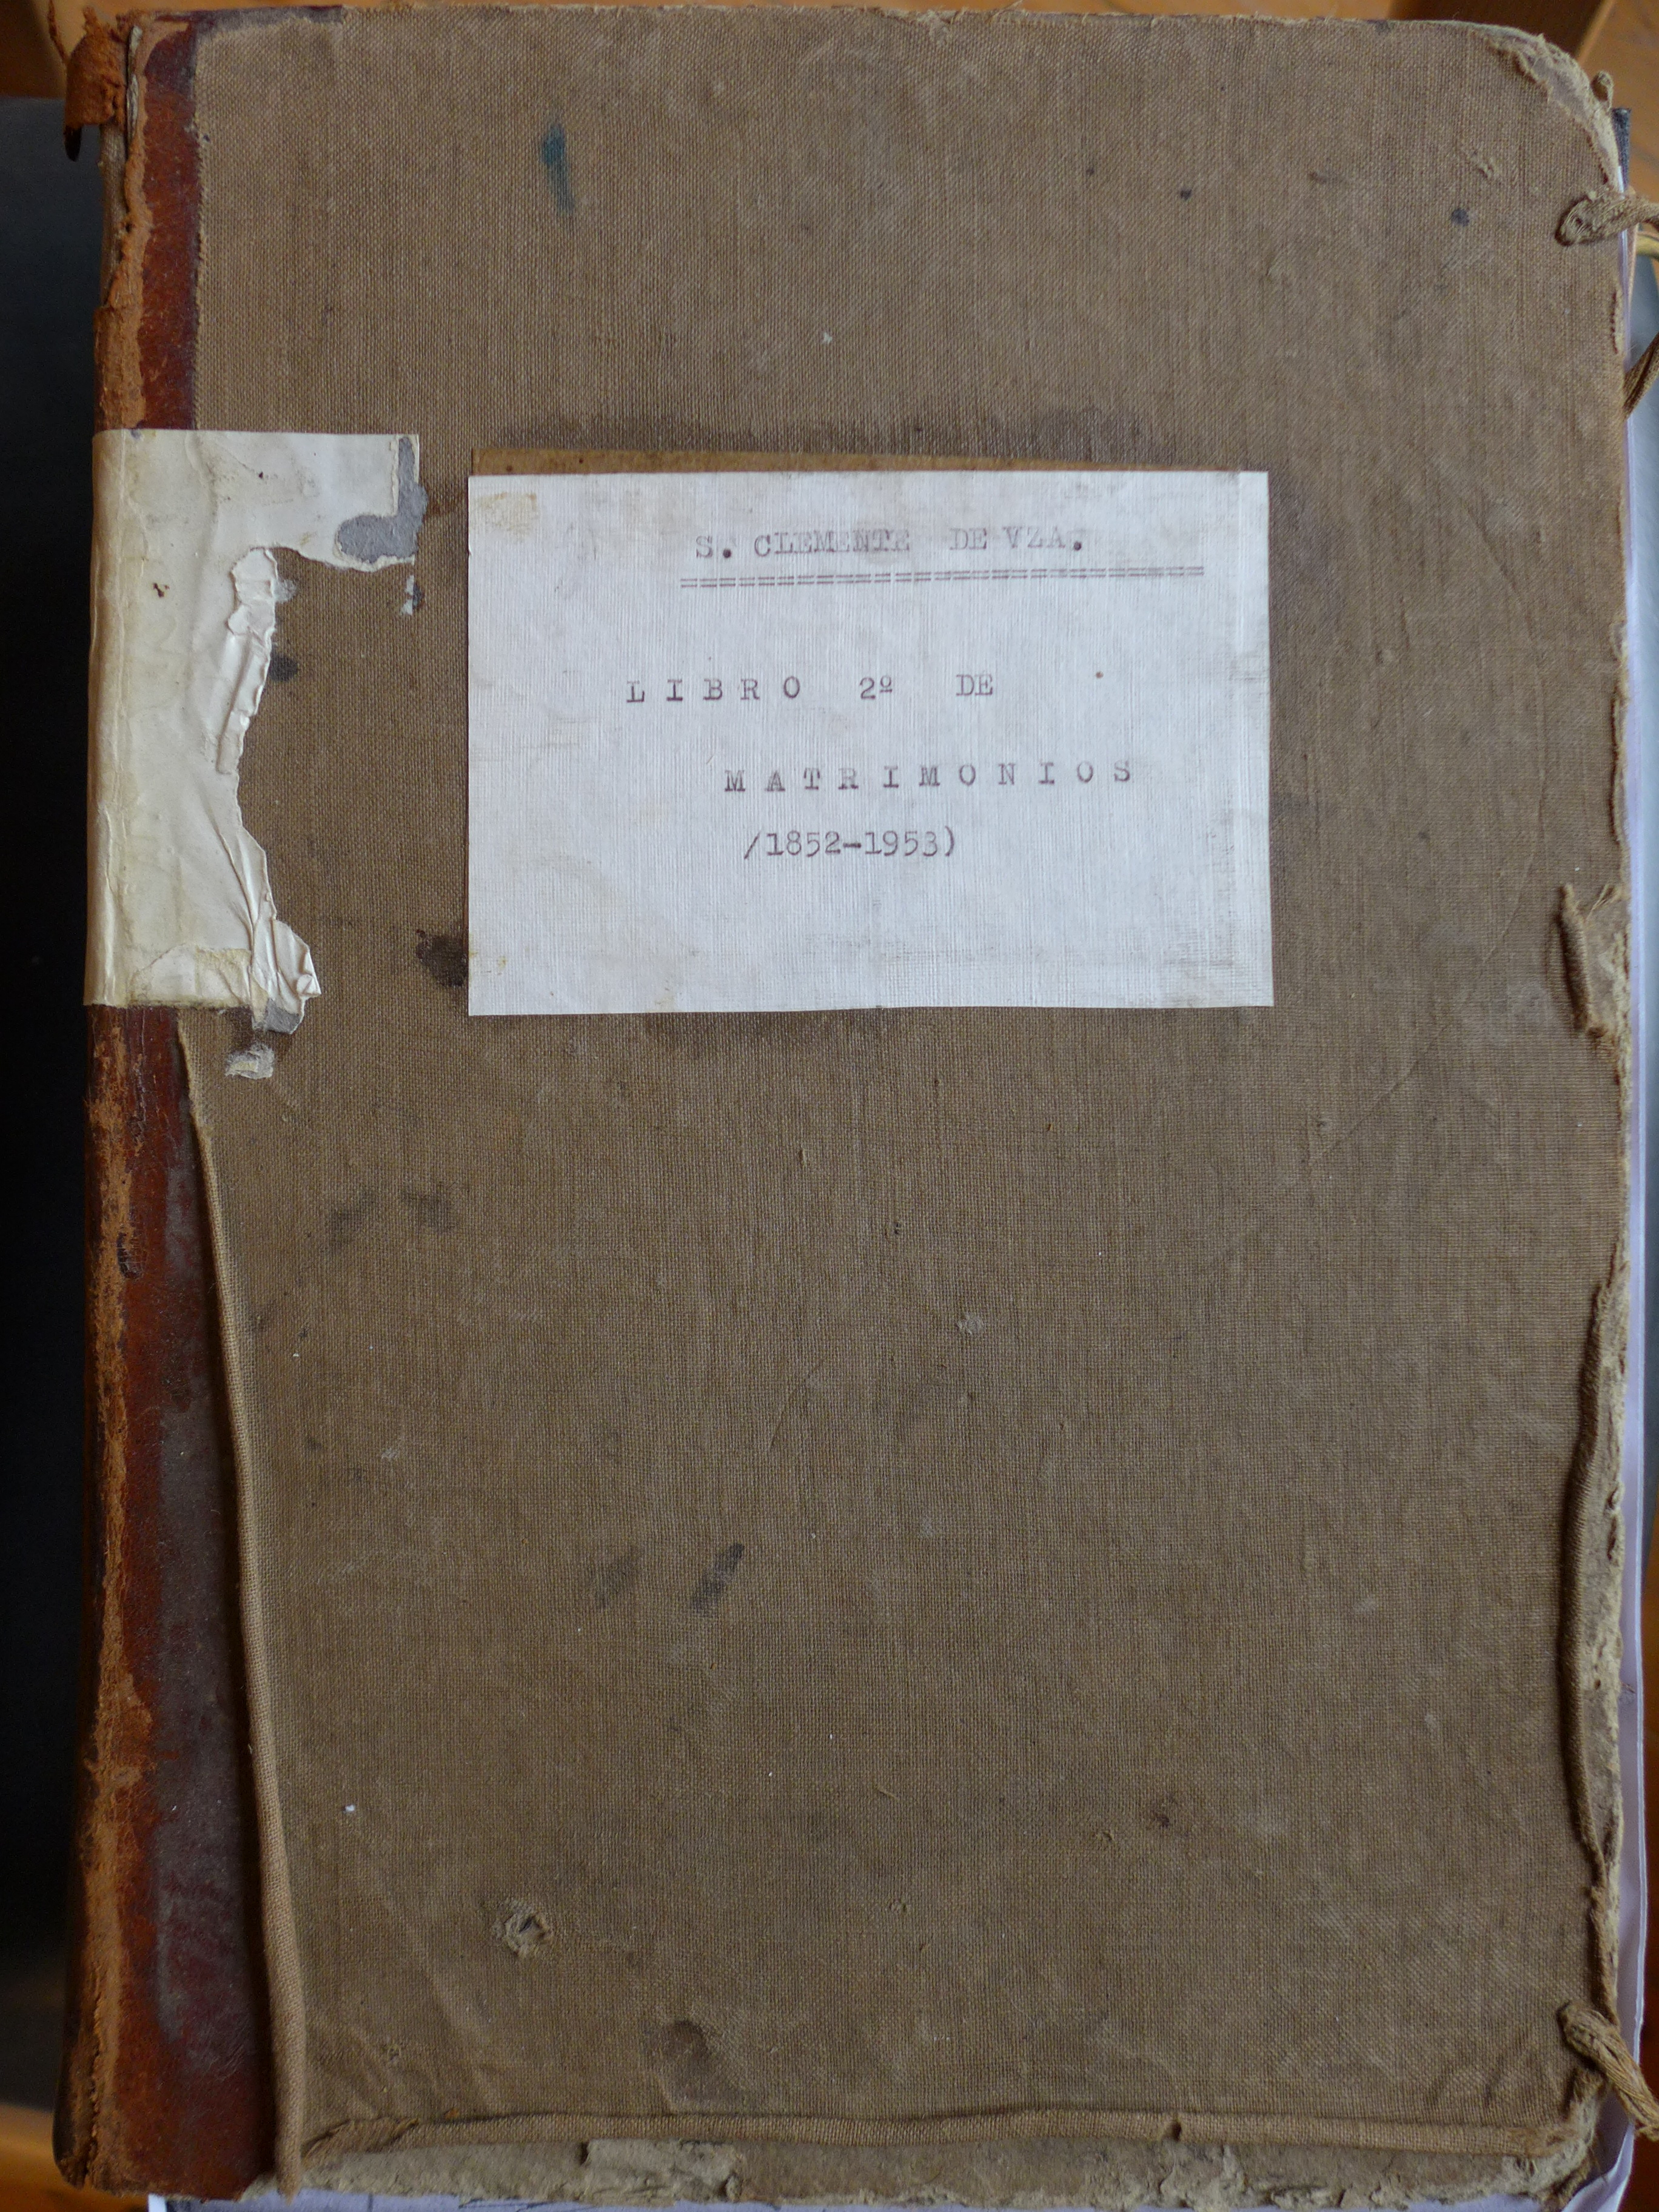 S. CLEMENTE DE VZA.
===========================
LIBRO 2º DE
MATRIMONIOS
/1852-1953)